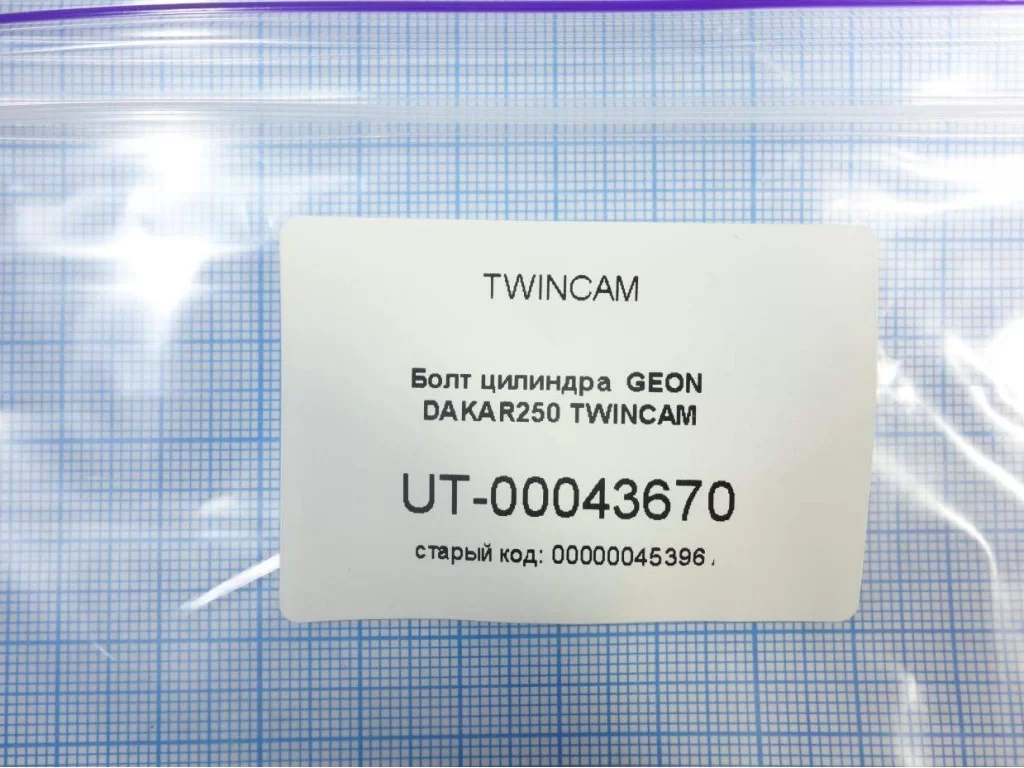 TWINCAM
Болт цилиндра GEON
DAKAR250 TWINCAM
UT-00043670
старый код: 00000045396 ,